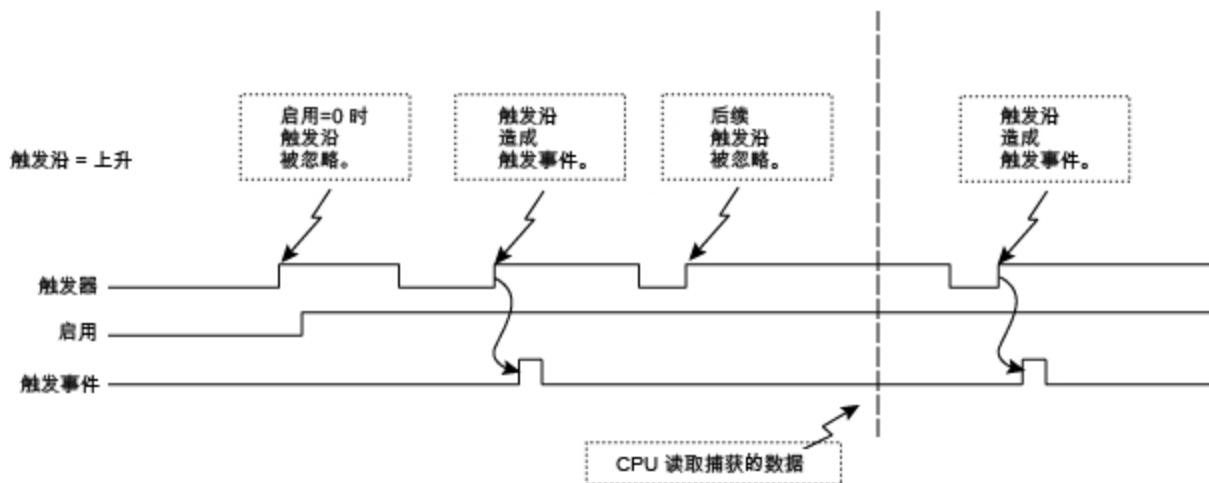 启用=0 时
触发沿
被忽略。
触发沿
造成
触发事件。
后续
触发沿
被忽略。
触发沿
造成
触发事件。
触发沿 = 上升
触发器
启用
触发事件
CPU 读取捕获的数据